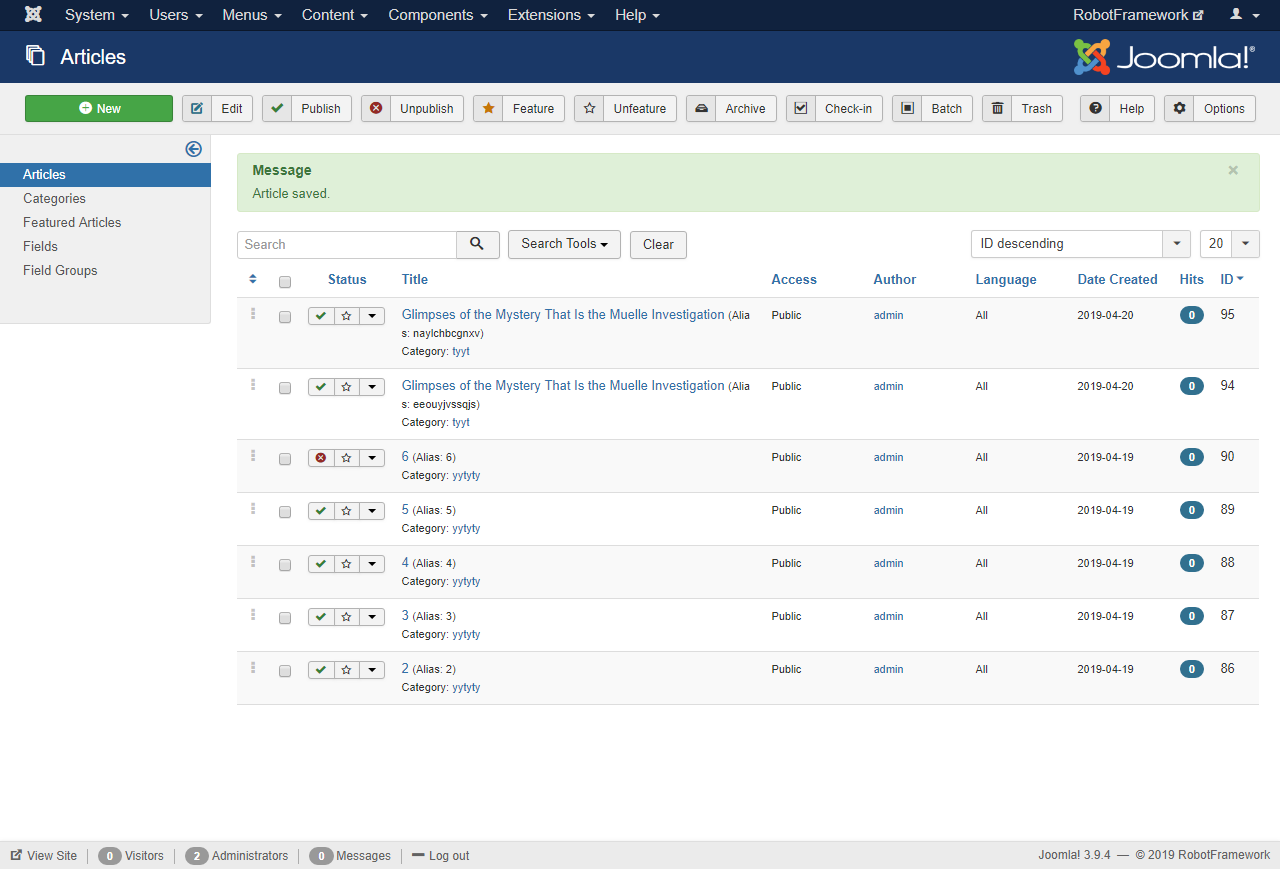 System Users Menus Content Components Extensions Help RobotFramework
Articles Joomla!®
New Edit Publish Unpublish Feature Unfeature Archive Check-in Batch Trash Help Options
Articles
Categories
Featured Articles
Fields
Field Groups
Message ×
Article saved.
Search Search Tools Clear ID descending 20
Status Title Access Author Language Date Created Hits ID
Glimpses of the Mystery That Is the Muelle Investigation (Alia Public admin All 2019-04-20 0 95
s: naylchbcgnxv)
Category: tyyt
Glimpses of the Mystery That Is the Muelle Investigation (Alia Public admin All 2019-04-20 0 94
s: eeouyjvssqjs)
Category: tyyt
6 (Alias: 6) Public admin All 2019-04-19 0 90
Category: yytyty
5 (Alias: 5) Public admin All 2019-04-19 0 89
Category: yytyty
4 (Alias: 4) Public admin All 2019-04-19 0 88
Category: yytyty
3 (Alias: 3) Public admin All 2019-04-19 0 87
Category: yytyty
2 (Alias: 2) Public admin All 2019-04-19 0 86
Category: yytyty
View Site 0 Visitors 2 Administrators 0 Messages Log out Joomla! 3.9.4 — © 2019 RobotFramework